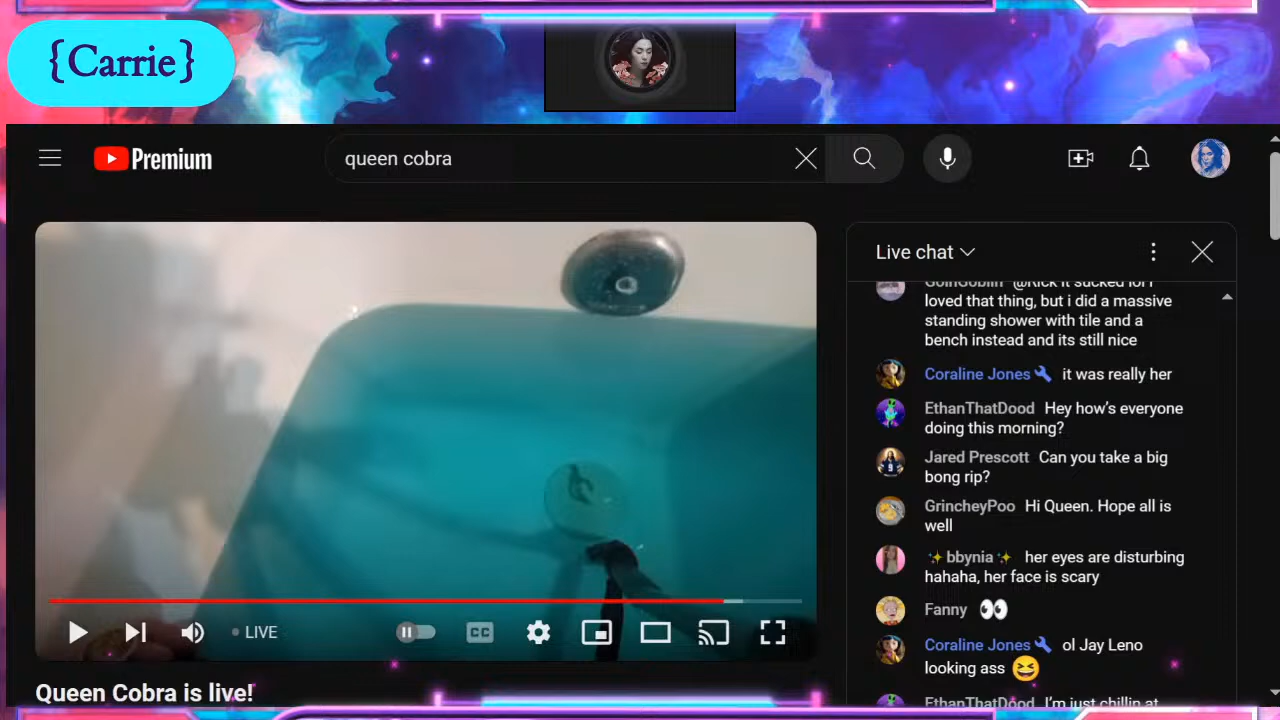 {Carrie}
Premium
queen cobra
Live chat
GoinGoblin @Rick it sucked lol I
loved that thing, but i did a massive
standing shower with tile and a
bench instead and its still nice
Coraline Jones it was really her
EthanThatDood Hey how's everyone
doing this morning?
Jared Prescott Can you take a big
bong rip?
GrincheyPoo Hi Queen. Hope all is
well
✨bbynia✨ her eyes are disturbing
hahaha, her face is scary
Fanny 👀
Coraline Jones ol Jay Leno
looking ass 😆
EthanThatDood I'm just chillin at
LIVE
CC
Queen Cobra is live!